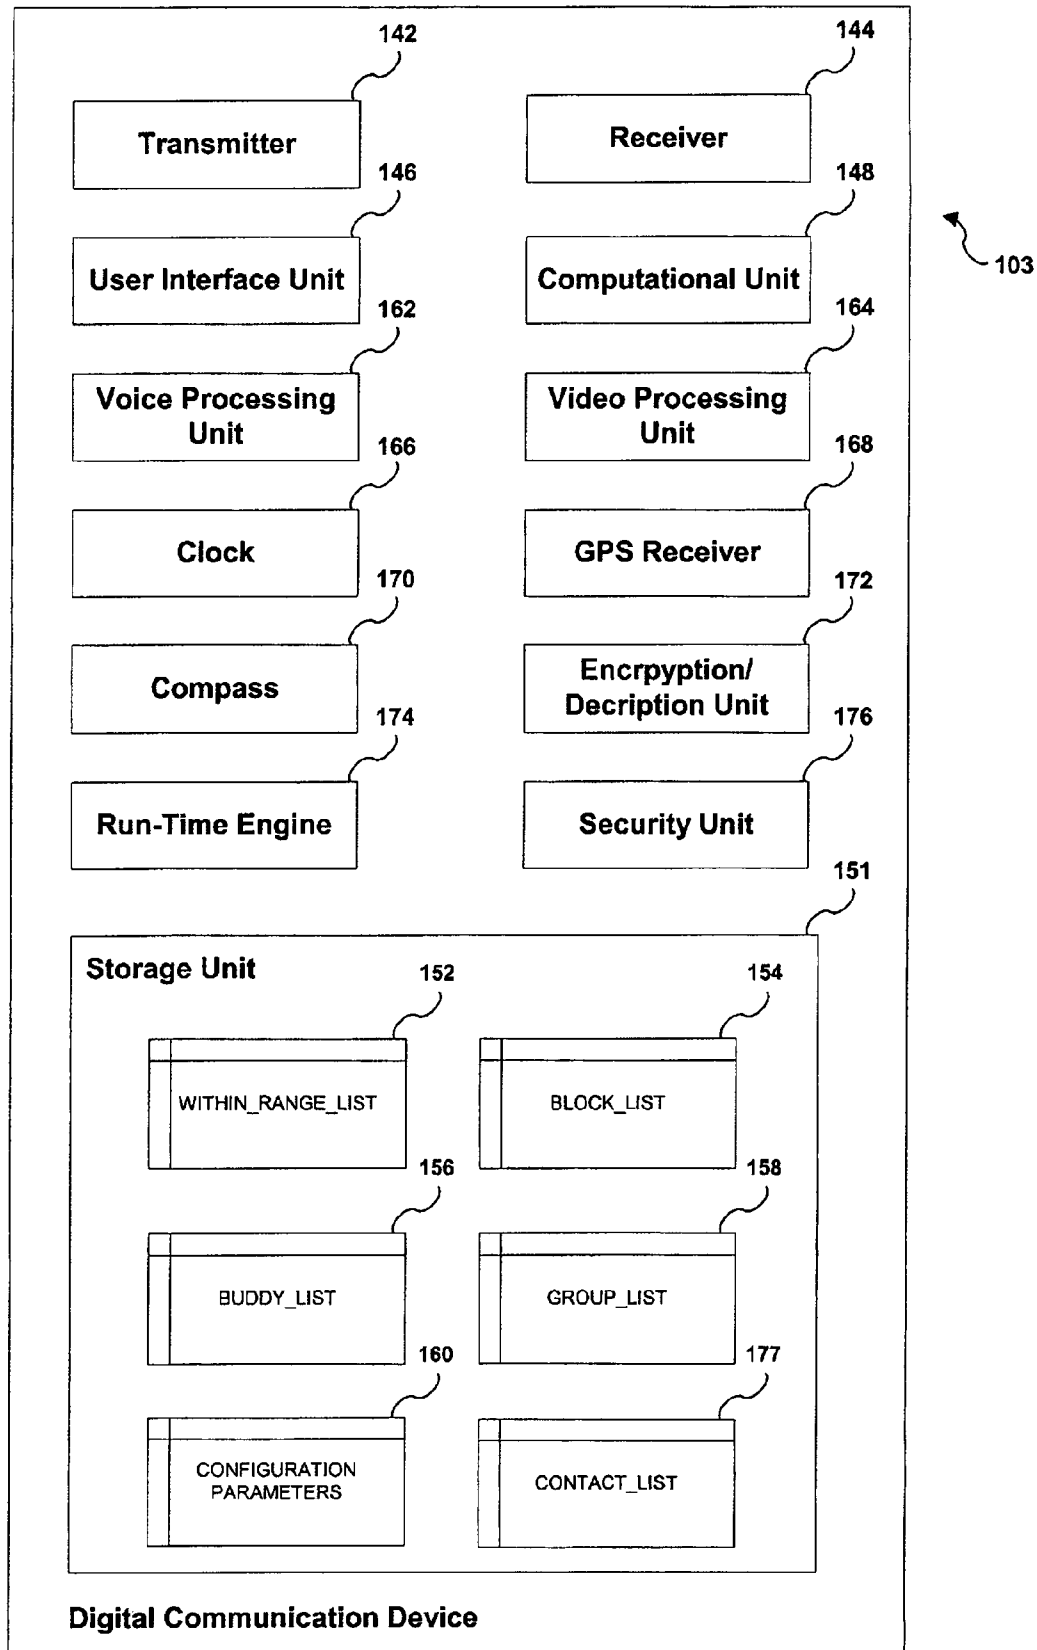 142
144
Transmitter
Receiver
146
148
103
User Interface Unit
Computational Unit
162
164
Voice Processing
Unit
Video Processing
Unit
166
168
Clock
GPS Receiver
170
172
Compass
Encrpyption/
Decription Unit
174
176
Run-Time Engine
Security Unit
151
Storage Unit
152
154
WITHIN_RANGE_LIST
BLOCK_LIST
156
158
BUDDY_LIST
GROUP_LIST
160
177
CONFIGURATION
PARAMETERS
CONTACT_LIST
Digital Communication Device